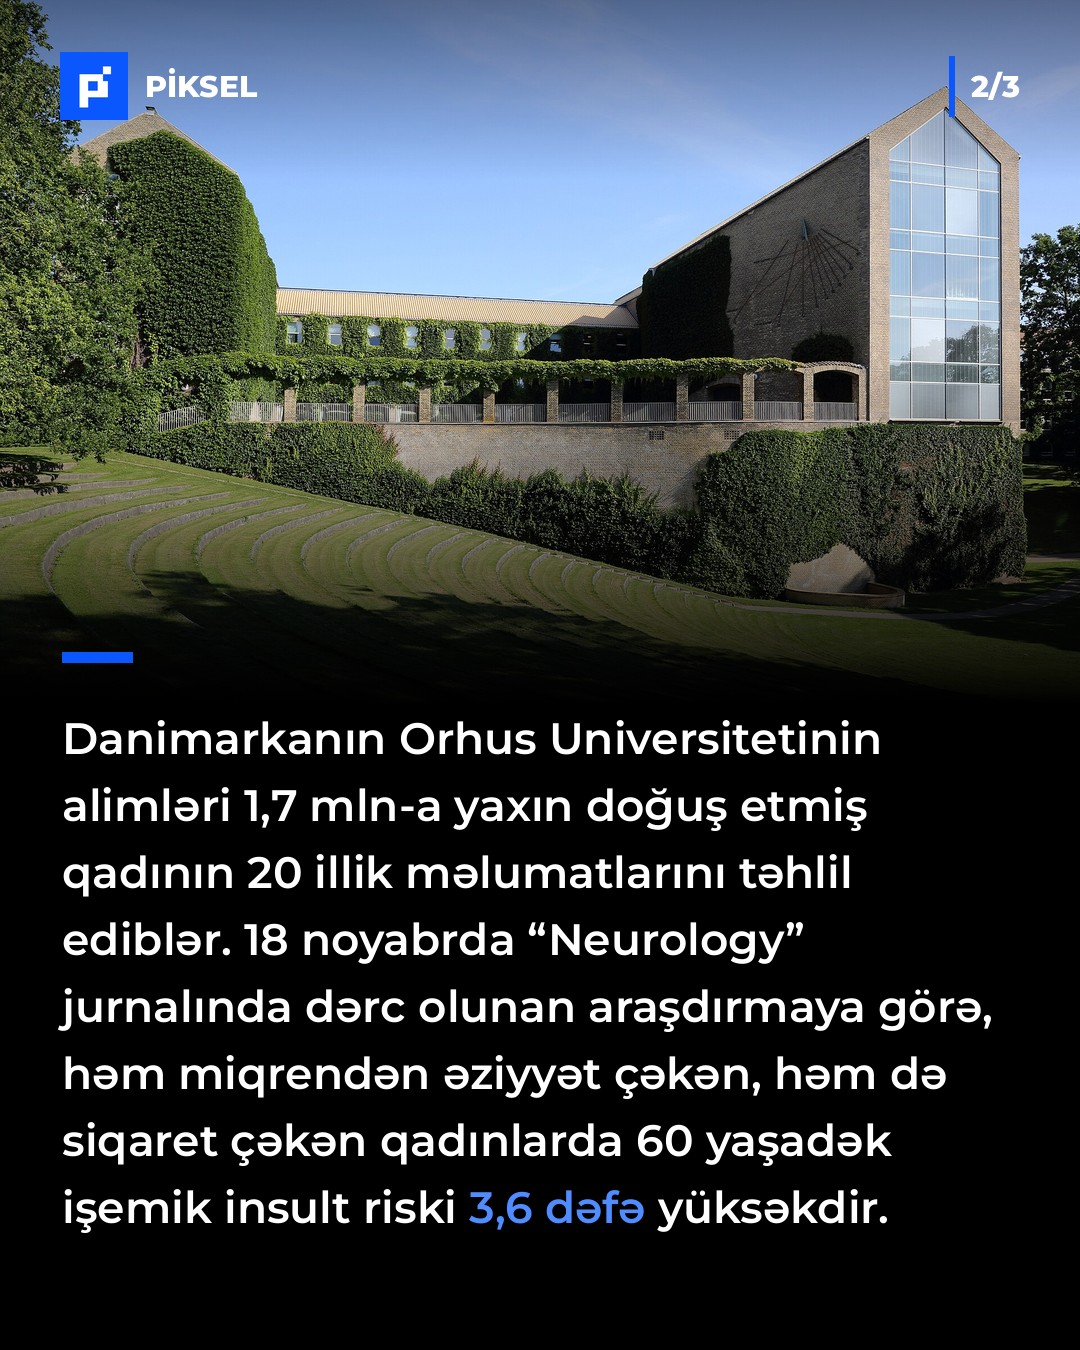 PİKSEL
2/3
Danimarkanın Orhus Universitetinin
alimləri 1,7 mln-a yaxın doğuş etmiş
qadının 20 illik məlumatlarını təhlil
ediblər. 18 noyabrda “Neurology”
jurnalında dərc olunan araşdırmaya görə,
həm miqrendən əziyyət çəkən, həm də
siqaret çəkən qadınlarda 60 yaşadək
işemik insult riski 3,6 dəfə yüksəkdir.